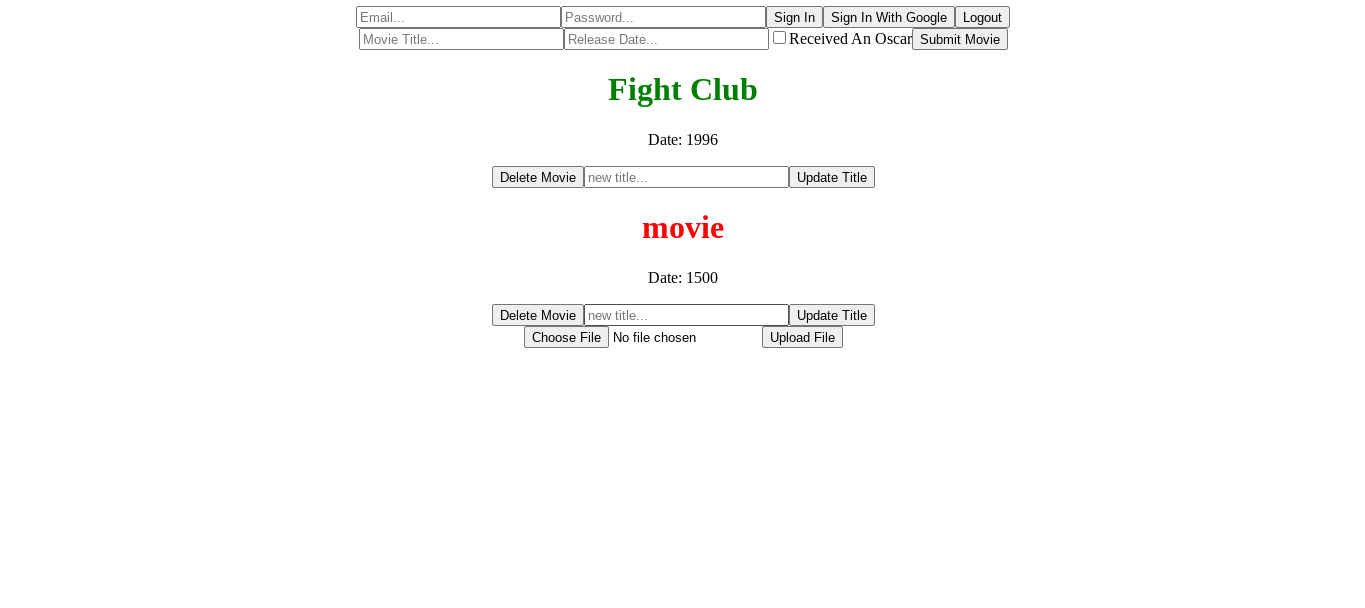 Email... Password... Sign In Sign In With Google Logout
Movie Title... Release Date... Received An Oscar Submit Movie
Fight Club
Date: 1996
Delete Movie new title... Update Title
movie
Date: 1500
Delete Movie new title... Update Title
Choose File No file chosen Upload File